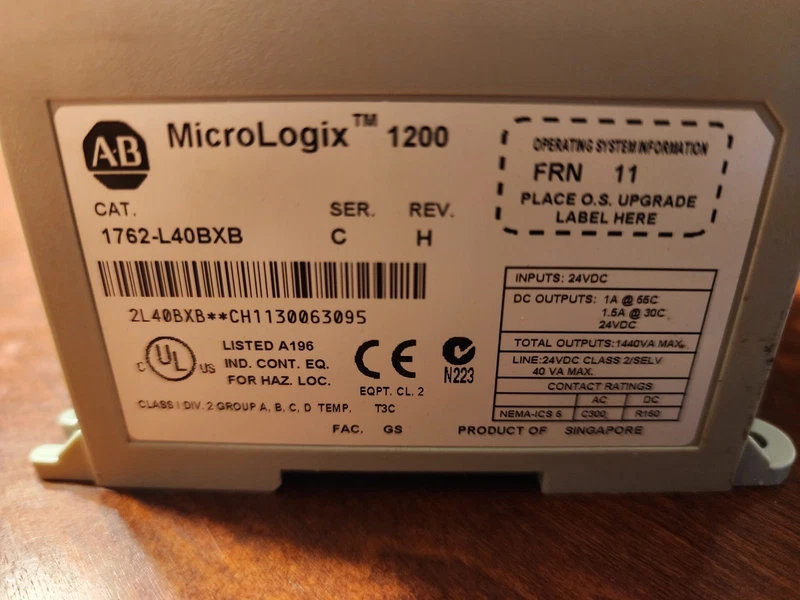 AB MicroLogix™ 1200
OPERATING SYSTEM INFORMATION
FRN 11
PLACE O.S. UPGRADE
LABEL HERE
CAT. SER. REV.
1762-L40BXB C H
2L40BXB**CH1130063095
C UL US
LISTED A196
IND. CONT. EQ.
FOR HAZ. LOC.
CE
EQPT. CL. 2
N223
CLASS I DIV. 2 GROUP A, B, C, D TEMP. T3C
FAC. GS
INPUTS: 24VDC
DC OUTPUTS: 1A @ 55C
1.5A @ 30C
24VDC
TOTAL OUTPUTS:1440VA MAX.
LINE:24VDC CLASS 2/SELV
40 VA MAX.
CONTACT RATINGS
AC DC
NEMA-ICS 5 C300 R150
PRODUCT OF SINGAPORE